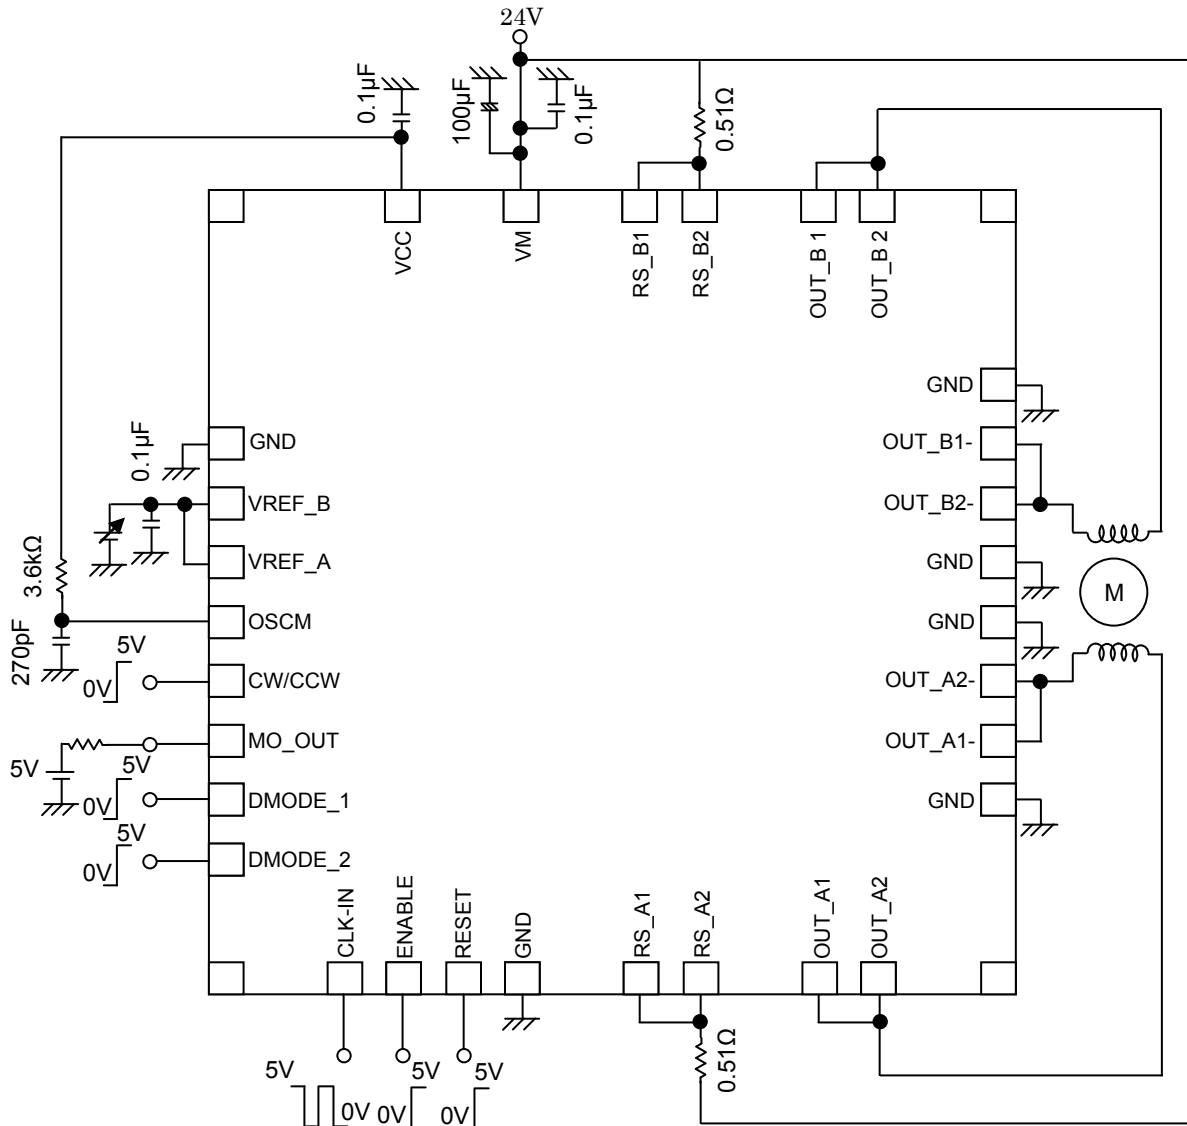 24V
0.1µF
100µF
0.1µF
0.51Ω
VCC
VM
RS_B1
RS_B2
OUT_B 1
OUT_B 2
GND
0.1µF
GND
OUT_B1-
VREF_B
OUT_B2-
3.6kΩ
VREF_A
GND
M
OSCM
GND
270pF
5V
0V
CW/CCW
OUT_A2-
MO_OUT
OUT_A1-
5V
5V
0V
DMODE_1
GND
5V
0V
DMODE_2
CLK-IN
ENABLE
RESET
GND
RS_A1
RS_A2
OUT_A1
OUT_A2
0.51Ω
5V
0V
5V
0V
5V
0V